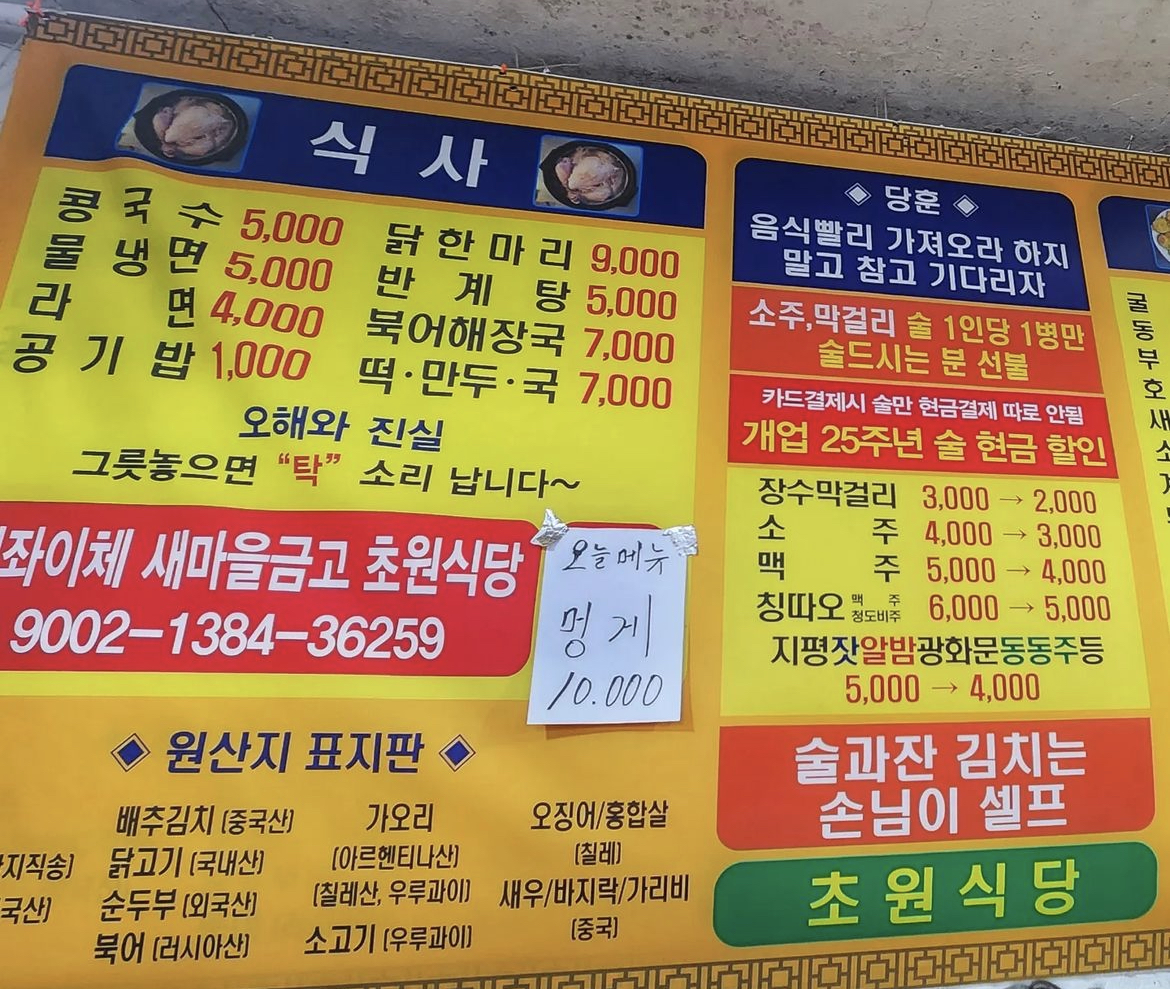 식 사
콩국수 5,000
물냉면 5,000
라면 4,000
공기밥 1,000
닭한마리 9,000
반계탕 5,000
북어해장국 7,000
떡·만두·국 7,000
오해와 진실
그릇놓으면 “탁” 소리 납니다~
좌이체 새마을금고 초원식당
9002-1384-36259
오늘메뉴
멍게
10.000
◈ 원산지 표지판 ◈
지직송)
국산)
배추김치 (중국산)
닭고기 (국내산)
순두부 (외국산)
북어 (러시아산)
가오리
(아르헨티나산)
(칠레산, 우루과이)
소고기 (우루과이)
오징어/홍합살
(칠레)
새우/바지락/가리비
(중국)
◈ 당훈 ◈
음식빨리 가져오라 하지
말고 참고 기다리자
소주,막걸리 술 1인당 1병만
술드시는 분 선불
카드결제시 술만 현금결제 따로 안됨
개업 25주년 술 현금 할인
장수막걸리 3,000 → 2,000
소주 4,000 → 3,000
맥주 5,000 → 4,000
칭따오 맥주 청도비주 6,000 → 5,000
지평잣알밤광화문동동주등
5,000 → 4,000
술과잔 김치는
손님이 셀프
초원식당
굴
동
부
호
새
소